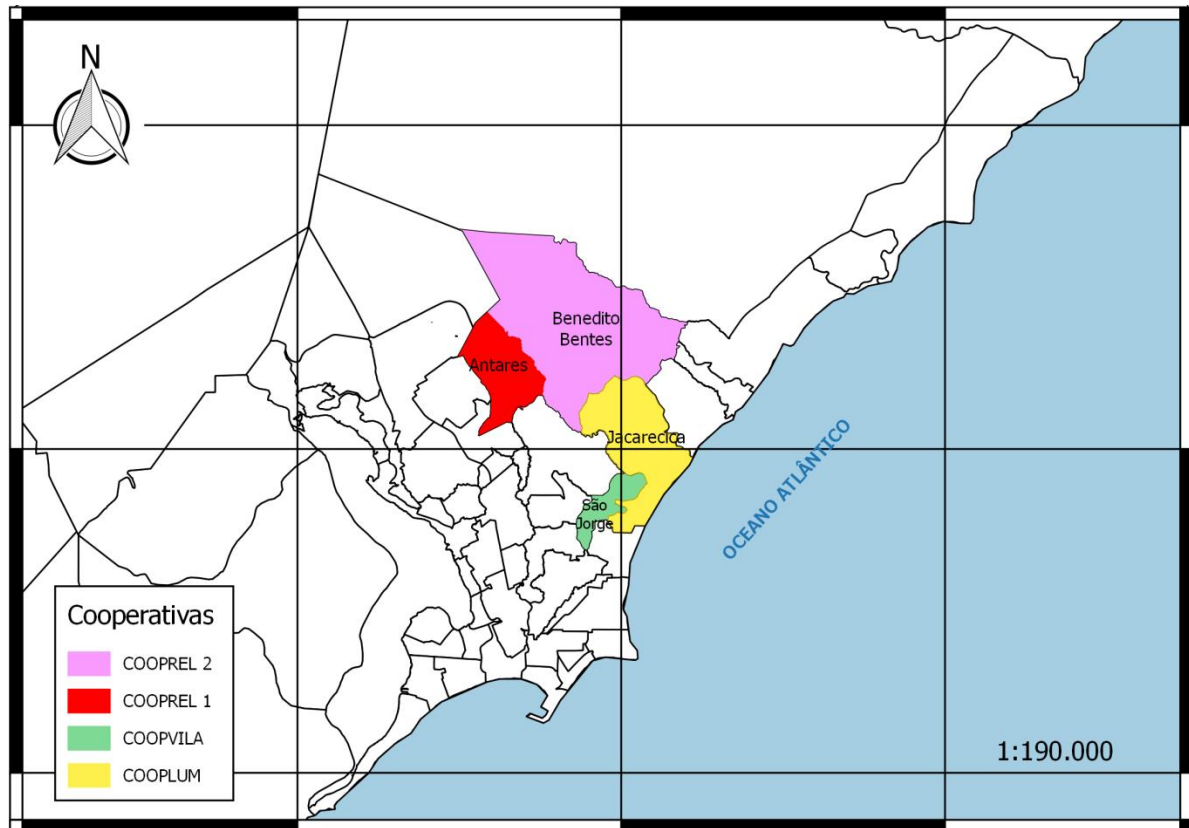 N
Benedito
Bentes
Antares
Jacarecica
São
Jorge
OCEANO ATLÂNTICO
Cooperativas
COOPREL 2
COOPREL 1
COOPVILA
COOPLUM
1:190.000